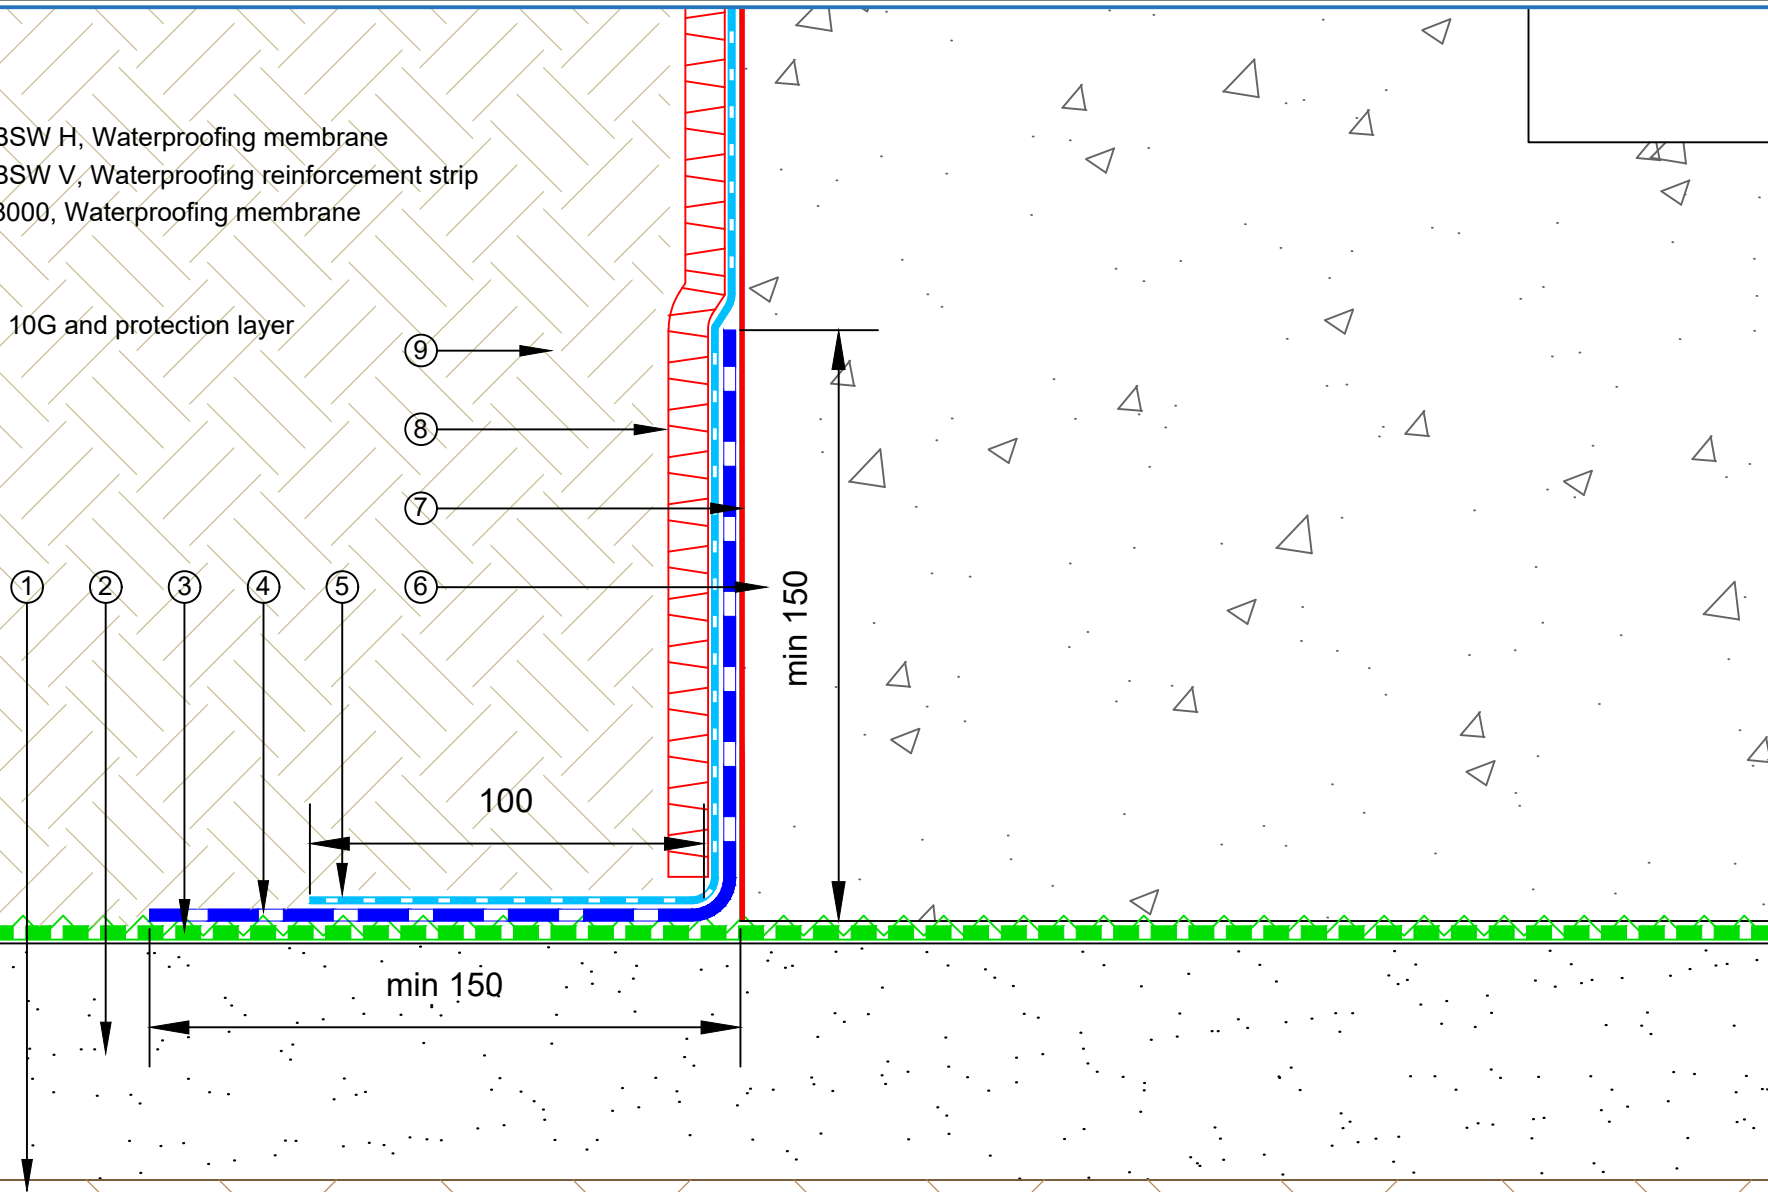 BSW H, Waterproofing membrane
BSW V, Waterproofing reinforcement strip
3000, Waterproofing membrane
10G and protection layer
9
8
7
1 2 3 4 5 6
min 150
100
min 150